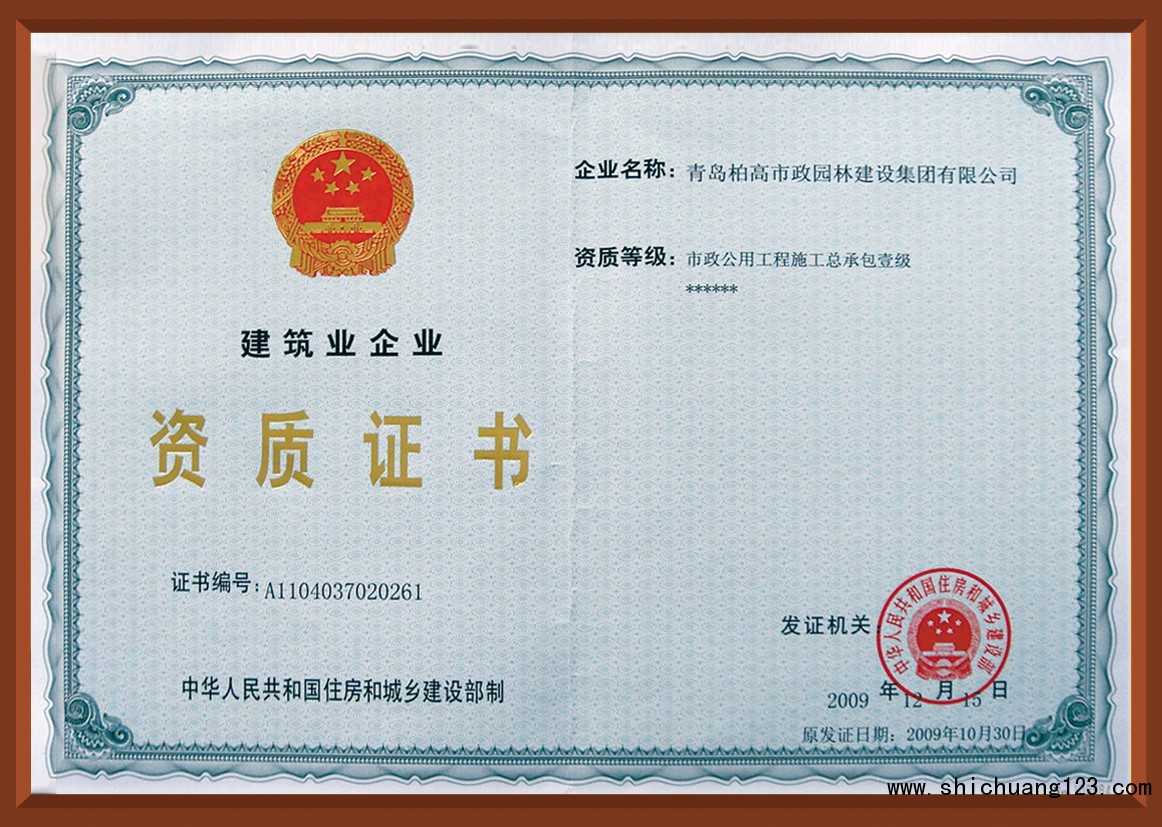 建筑业企业
资质证书
证书编号：A1104037020261
中华人民共和国住房和城乡建设部制
企业名称：青岛柏高市政园林建设集团有限公司
资质等级：市政公用工程施工总承包壹级
******
发证机关：
中华人民共和国住房和城乡建设部
2009 年 12 月 15 日
原发证日期：2009年10月30日
www.shichuang123.com